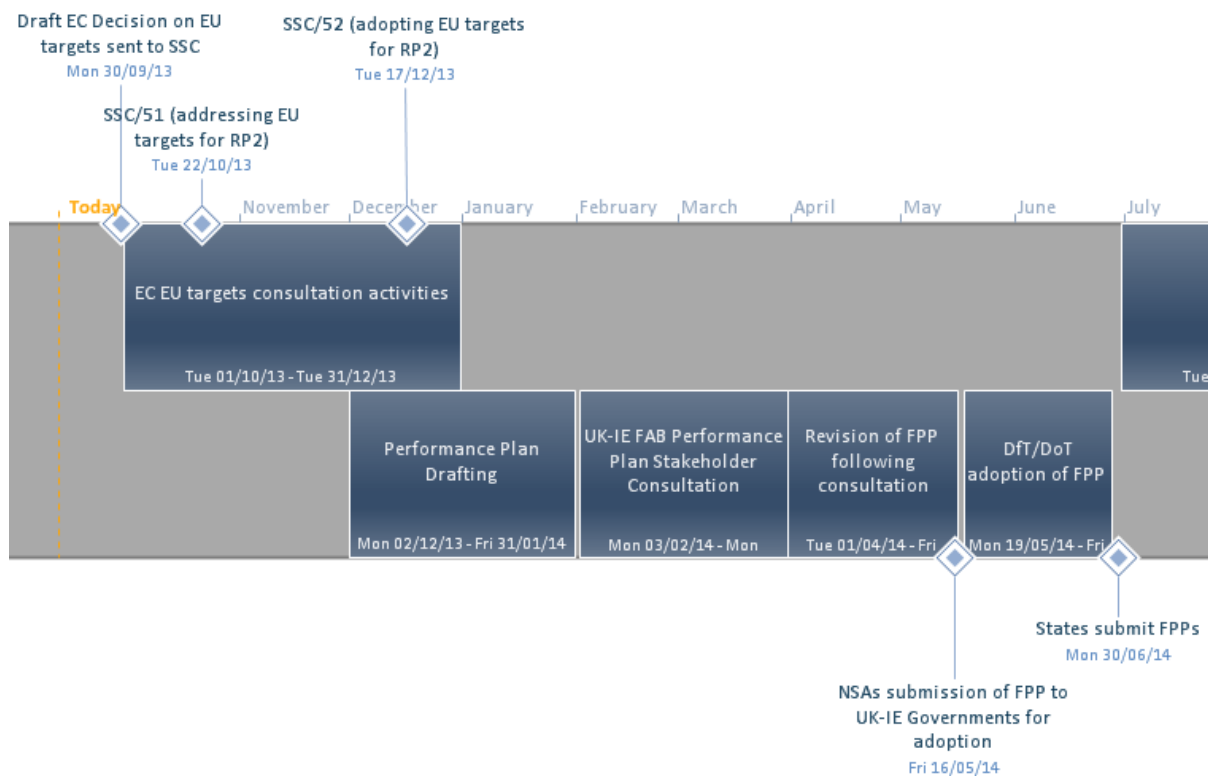 Draft EC Decision on EU
targets sent to SSC
Mon 30/09/13
SSC/52 (adopting EU targets
for RP2)
Tue 17/12/13
SSC/51 (addressing EU
targets for RP2)
Tue 22/10/13
Today
November
December
January
February
March
April
May
June
July
EC EU targets consultation activities
Tue 01/10/13 - Tue 31/12/13
Tue
Performance Plan
Drafting
Mon 02/12/13 - Fri 31/01/14
UK-IE FAB Performance
Plan Stakeholder
Consultation
Mon 03/02/14 - Mon
Revision of FPP
following
consultation
Tue 01/04/14 - Fri
DfT/DoT
adoption of FPP
Mon 19/05/14 - Fri
States submit FPPs
Mon 30/06/14
NSAs submission of FPP to
UK-IE Governments for
adoption
Fri 16/05/14